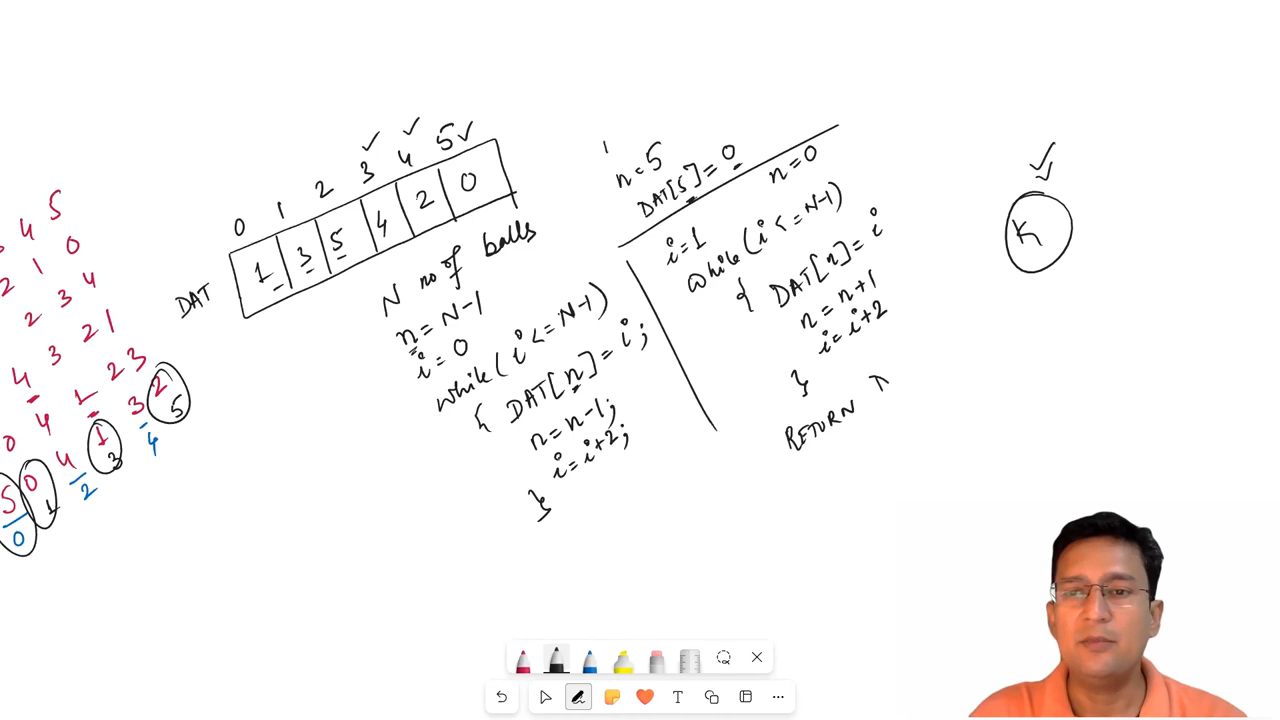 4 5
2 1 0
2 3 4
4 3 2 1
0 4 1 2 3
5 0 4 1 3 2
0 1 2 3 4 5
0 1 2 3 4 5
DAT
1 3 5 4 2 0
N no of balls
n = N-1
i = 0
while (i <= N-1)
{ DAT[n] = i;
n = n-1;
i = i+2;
}
n = 5
DAT[5] = 0
n = 0
i = 1
while (i <= N-1)
{ DAT[n] = i
n = n+1
i = i+2
}
RETURN
K
T